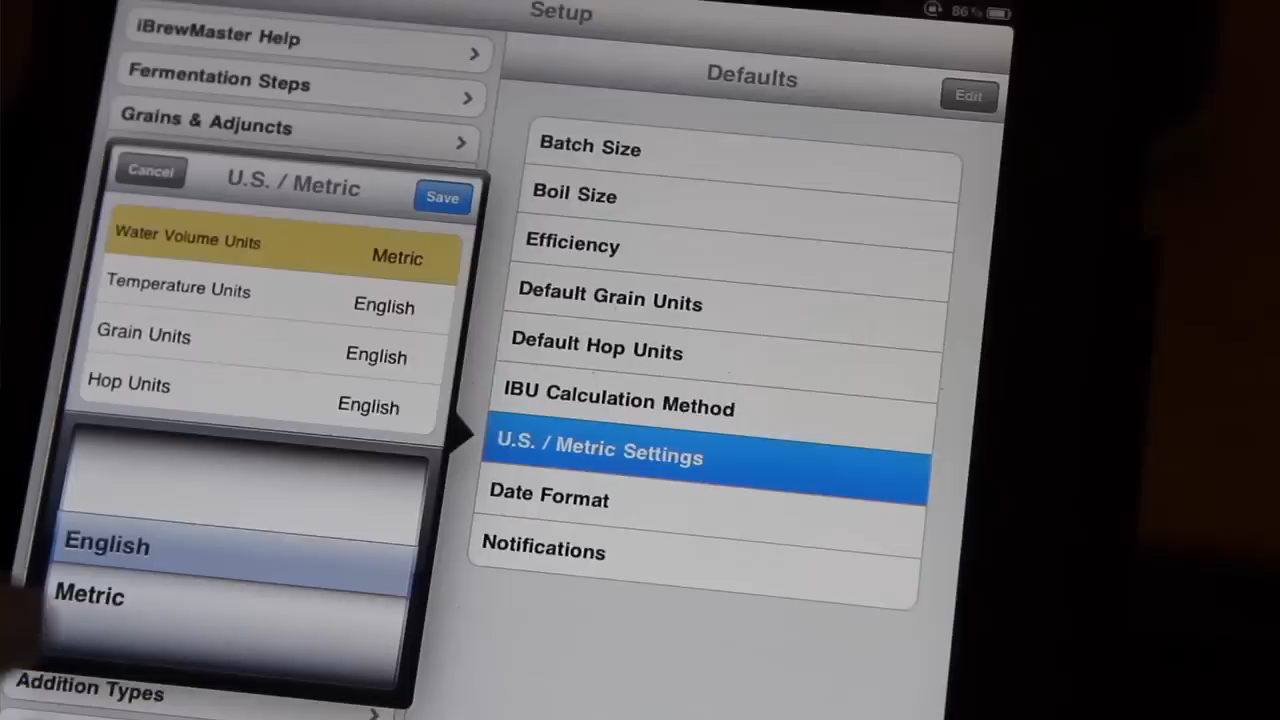 Setup
86%
iBrewMaster Help
Fermentation Steps
Grains & Adjuncts
Cancel
U.S. / Metric
Save
Water Volume Units Metric
Temperature Units English
Grain Units English
Hop Units English
English
Metric
Addition Types
Defaults
Edit
Batch Size
Boil Size
Efficiency
Default Grain Units
Default Hop Units
IBU Calculation Method
U.S. / Metric Settings
Date Format
Notifications